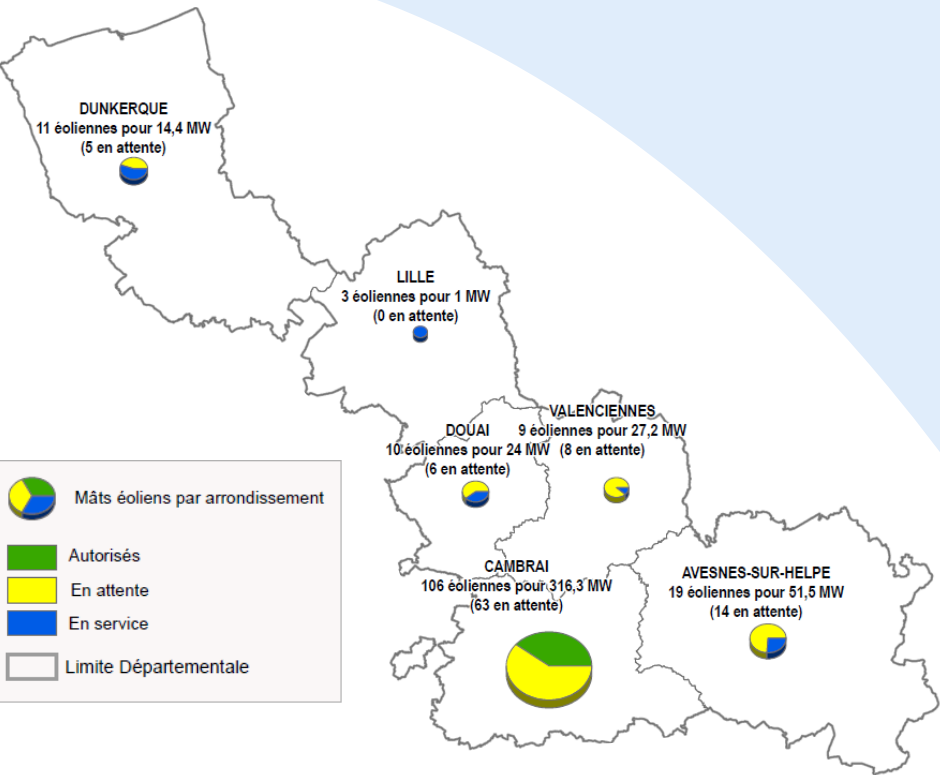 DUNKERQUE
11 éoliennes pour 14,4 MW
(5 en attente)
LILLE
3 éoliennes pour 1 MW
(0 en attente)
DOUAI
10 éoliennes pour 24 MW
(6 en attente)
VALENCIENNES
9 éoliennes pour 27,2 MW
(8 en attente)
CAMBRAI
106 éoliennes pour 316,3 MW
(63 en attente)
AVESNES-SUR-HELPE
19 éoliennes pour 51,5 MW
(14 en attente)
Mâts éoliens par arrondissement
Autorisés
En attente
En service
Limite Départementale